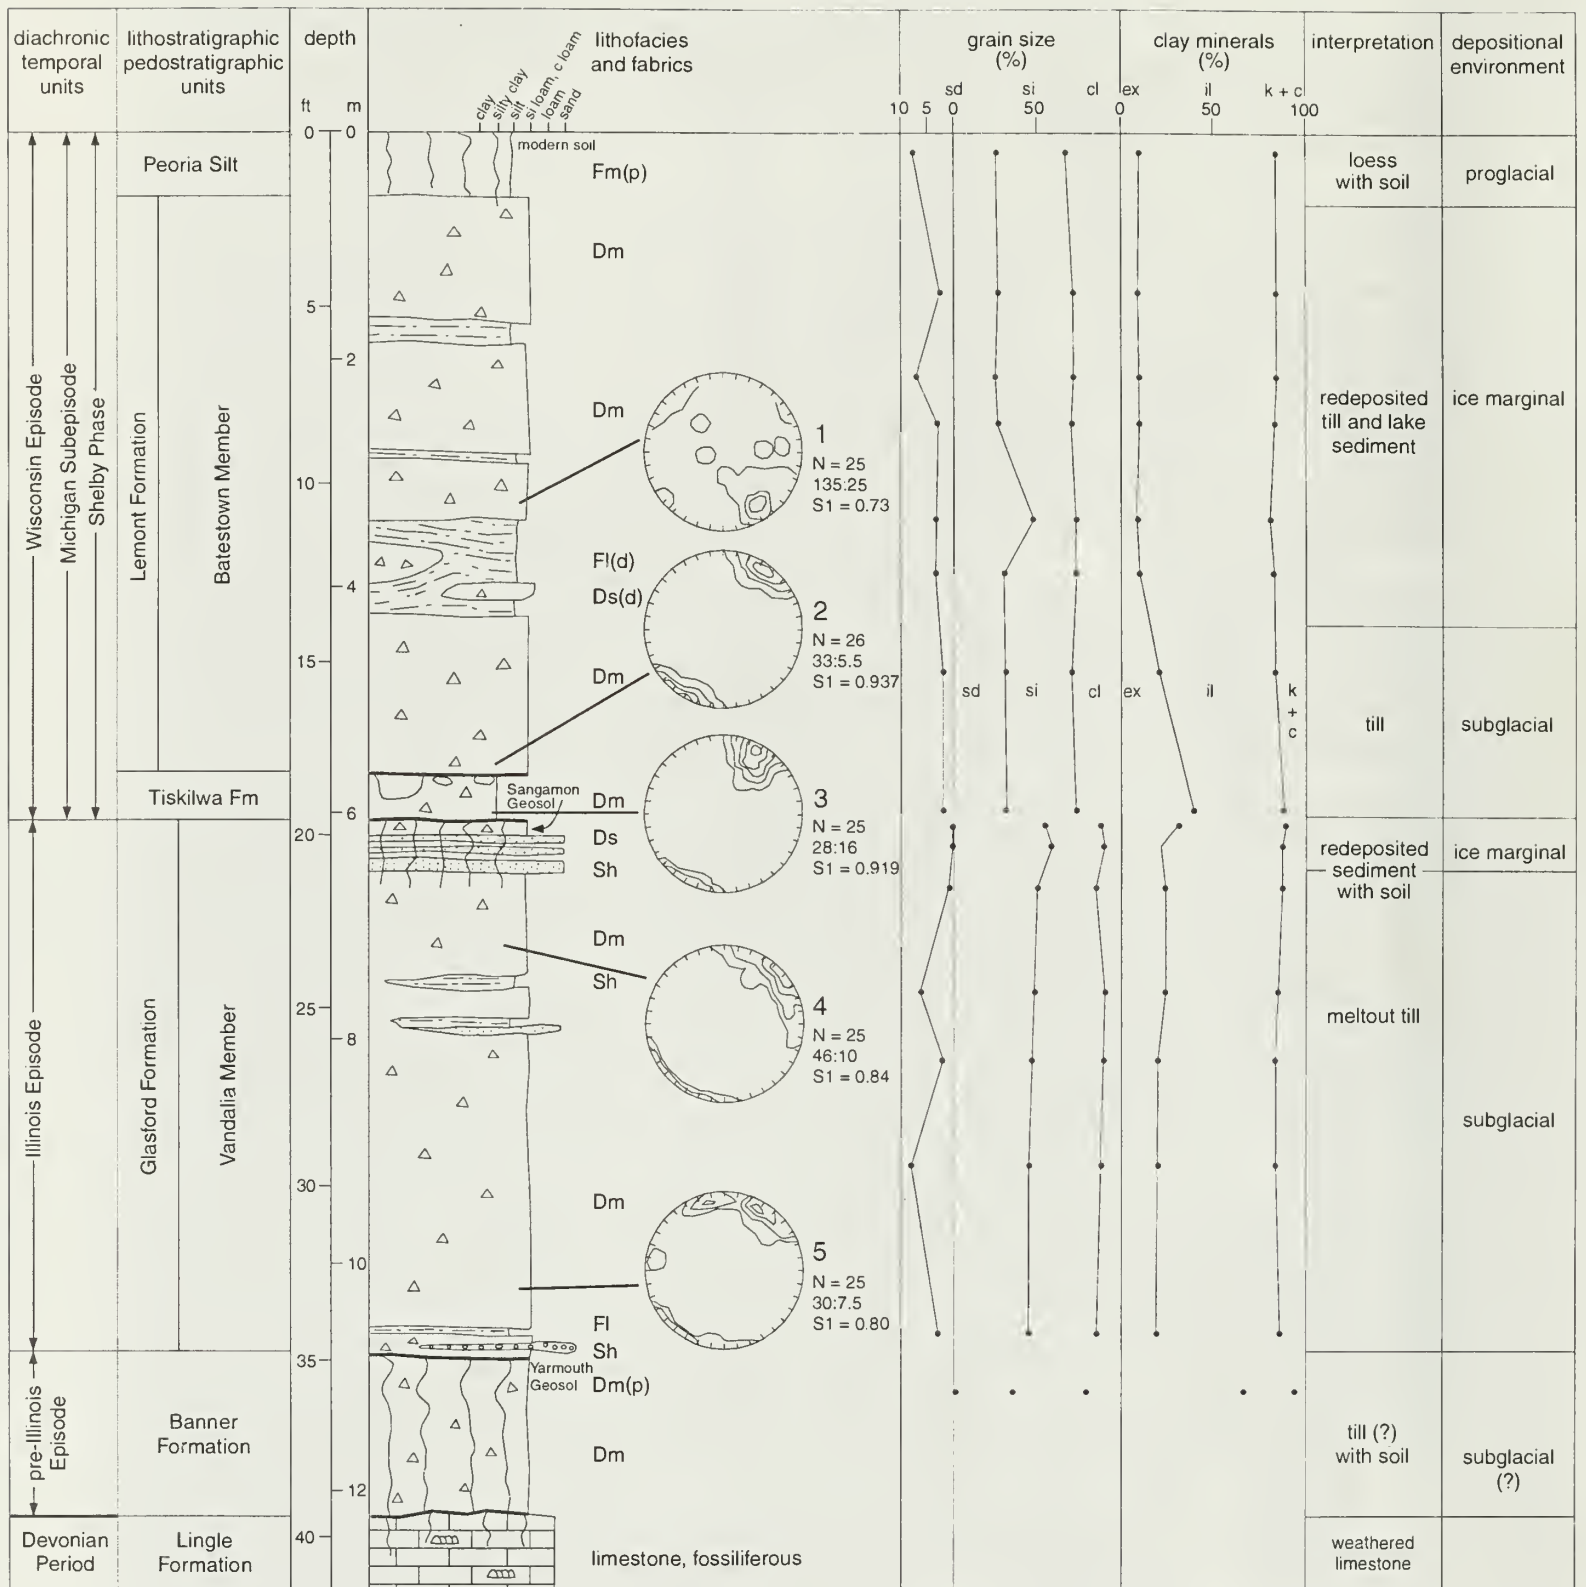 diachronic
temporal
units
lithostratigraphic
pedostratigraphic
units
depth
ft m
lithofacies
and fabrics
clay
silty clay
silt
si loam, c loam
loam
sand
grain size
(%)
sd si cl
10 5 0 50
clay minerals
(%)
ex il k + c
0 50 100
interpretation
depositional
environment
0 0
5
2
10
4
15
6
20
25
8
30
10
35
12
40
Wisconsin Episode
Michigan Subepisode
Shelby Phase
Illinois Episode
pre-Illinois
Episode
Devonian
Period
Peoria Silt
Lemont Formation
Batestown Member
Tiskilwa Fm
Glasford Formation
Vandalia Member
Banner
Formation
Lingle
Formation
modern soil
Fm(p)
Dm
Dm
Fl(d)
Ds(d)
Dm
Sangamon
Geosol
Dm
Ds
Sh
Dm
Sh
Dm
Fl
Sh
Yarmouth
Geosol
Dm(p)
Dm
limestone, fossiliferous
1
N = 25
135:25
S1 = 0.73
2
N = 26
33:5.5
S1 = 0.937
3
N = 25
28:16
S1 = 0.919
4
N = 25
46:10
S1 = 0.84
5
N = 25
30:7.5
S1 = 0.80
sd si cl ex il k
+
c
loess
with soil
proglacial
redeposited
till and lake
sediment
ice marginal
till
subglacial
redeposited
sediment
with soil
ice marginal
meltout till
subglacial
till (?)
with soil
subglacial
(?)
weathered
limestone